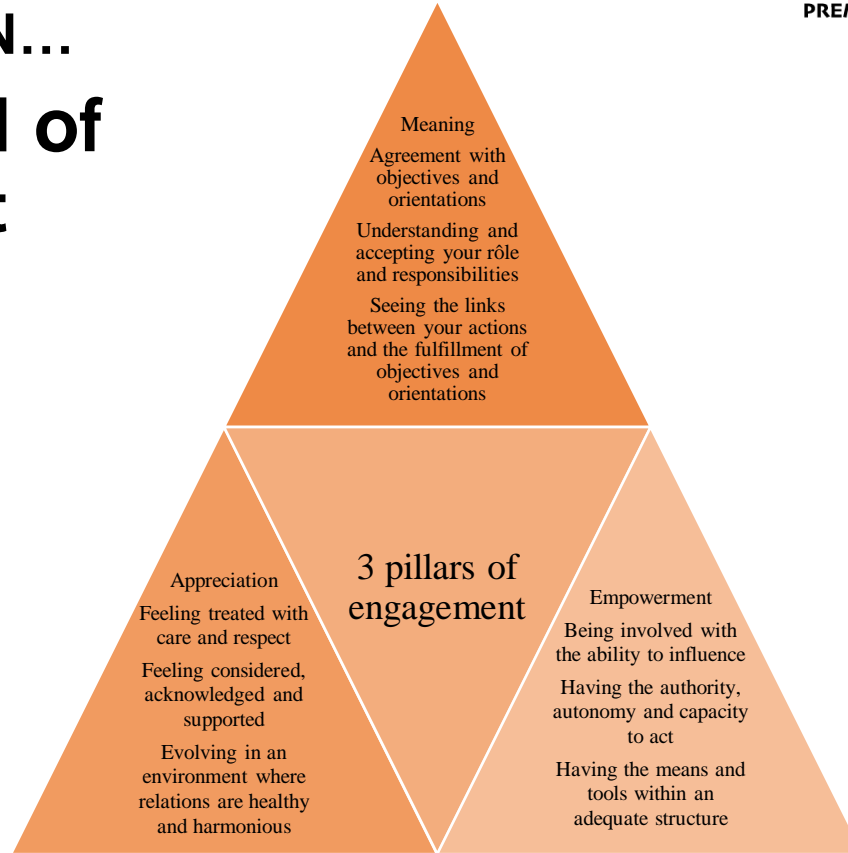 N...
of
PREM
Meaning
Agreement with
objectives and
orientations
Understanding and
accepting your rôle
and responsibilities
Seeing the links
between your actions
and the fulfillment of
objectives and
orientations
3 pillars of
engagement
Appreciation
Feeling treated with
care and respect
Feeling considered,
acknowledged and
supported
Evolving in an
environment where
relations are healthy
and harmonious
Empowerment
Being involved with
the ability to influence
Having the authority,
autonomy and capacity
to act
Having the means and
tools within an
adequate structure